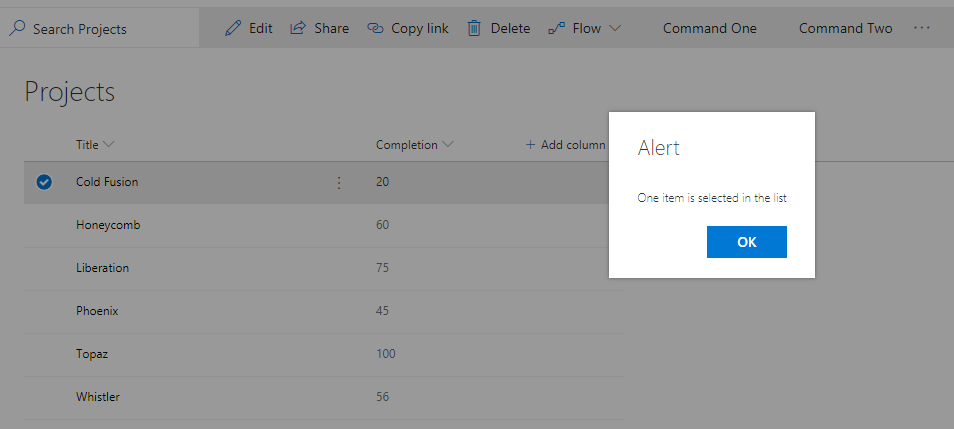 Search Projects Edit Share Copy link Delete Flow Command One Command Two ...
Projects
Title Completion + Add column
Cold Fusion 20
Honeycomb 60
Liberation 75
Phoenix 45
Topaz 100
Whistler 56
Alert
One item is selected in the list
OK